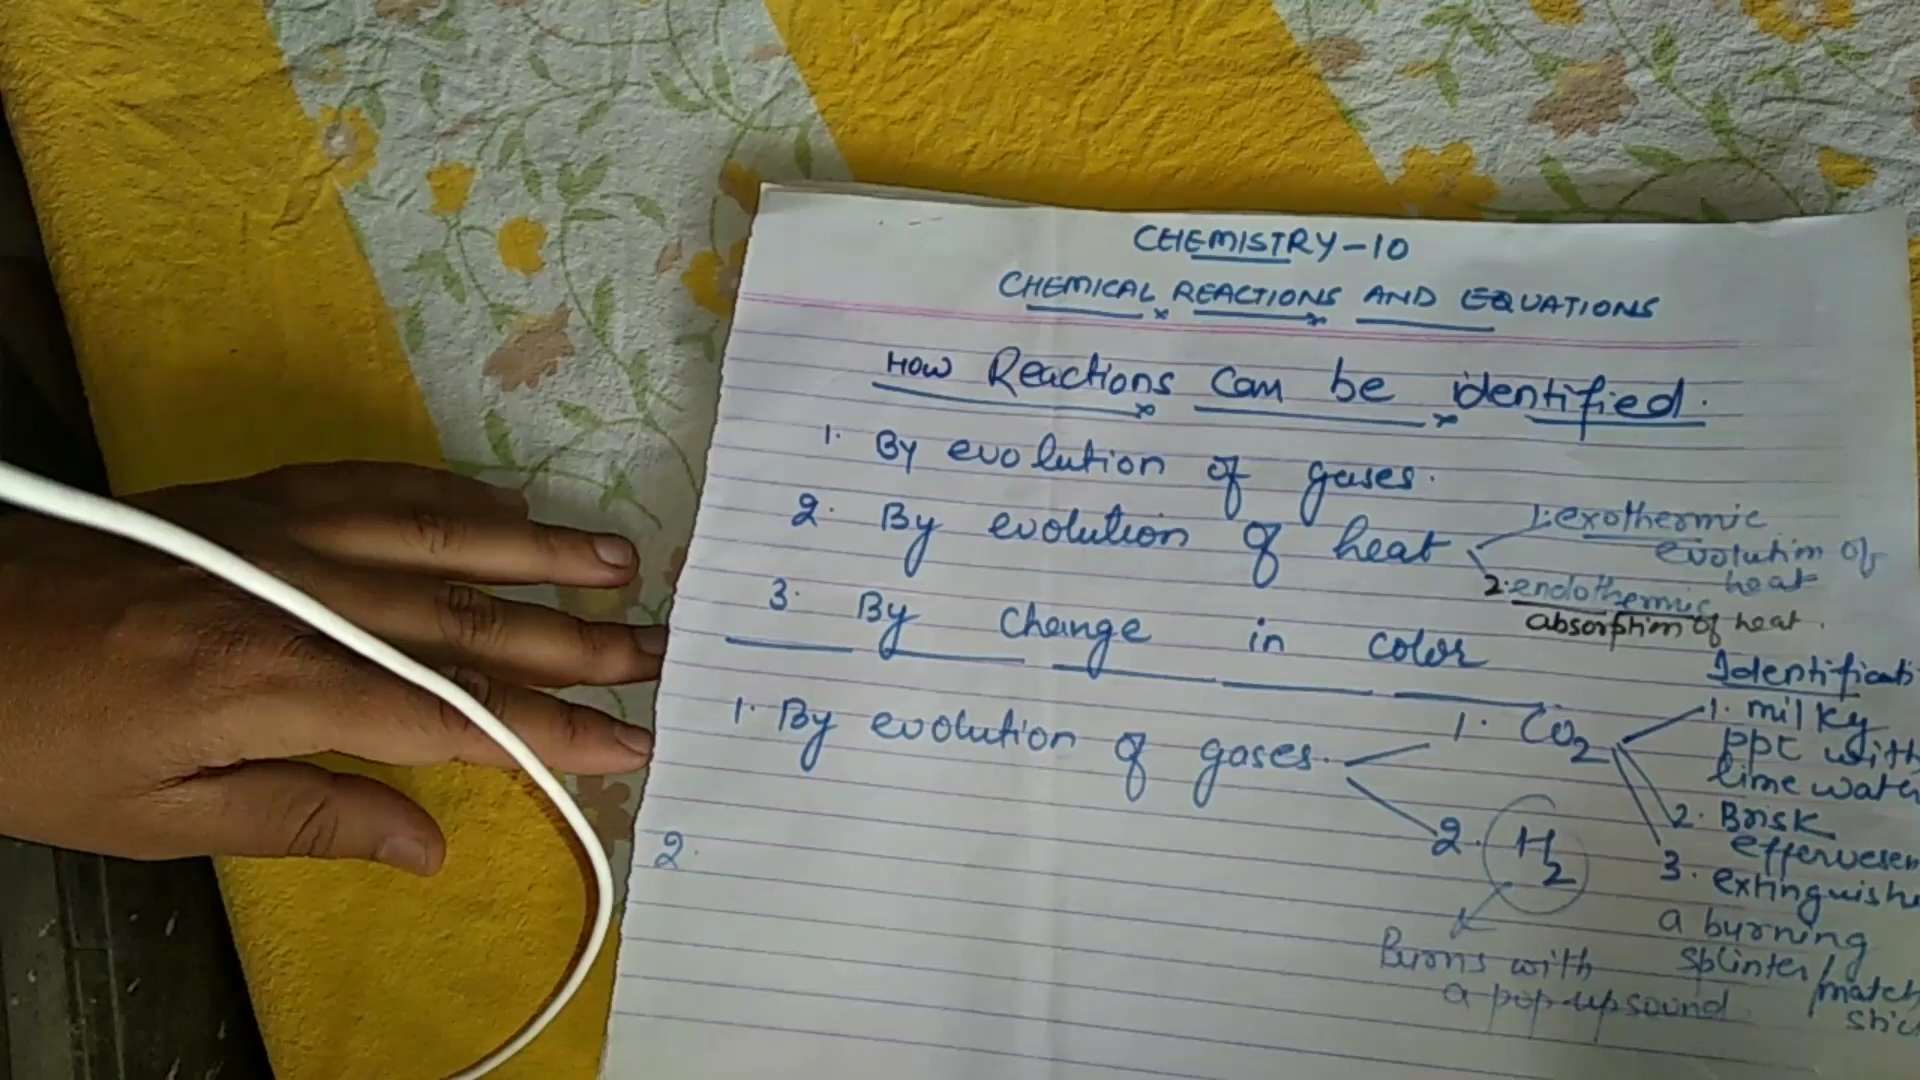 CHEMISTRY-10
CHEMICAL REACTIONS AND EQUATIONS
HOW Reactions Can be identified.
1. By evolution of gases.
2. By evolution of heat
1. exothermic
evolution of
heat
2. endothermic
absorption of heat.
3. By Change in color
1. By evolution of gases.
1. CO2
Identificati
1. milky
ppt with
lime water
2. Brisk
effervesen
3. extinguishe
a burning
splinter/match
stic
2. H2
Burns with
a pop-up sound
2.